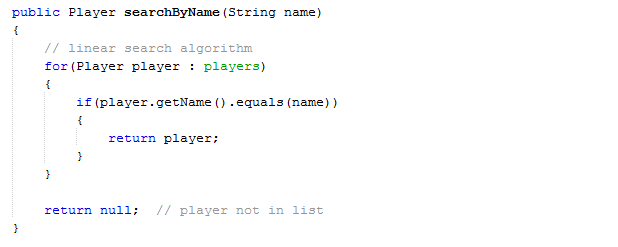 public Player searchByName(String name)
{
    // linear search algorithm
    for(Player player : players)
    {
        if(player.getName().equals(name))
        {
            return player;
        }
    }

    return null;  // player not in list
}